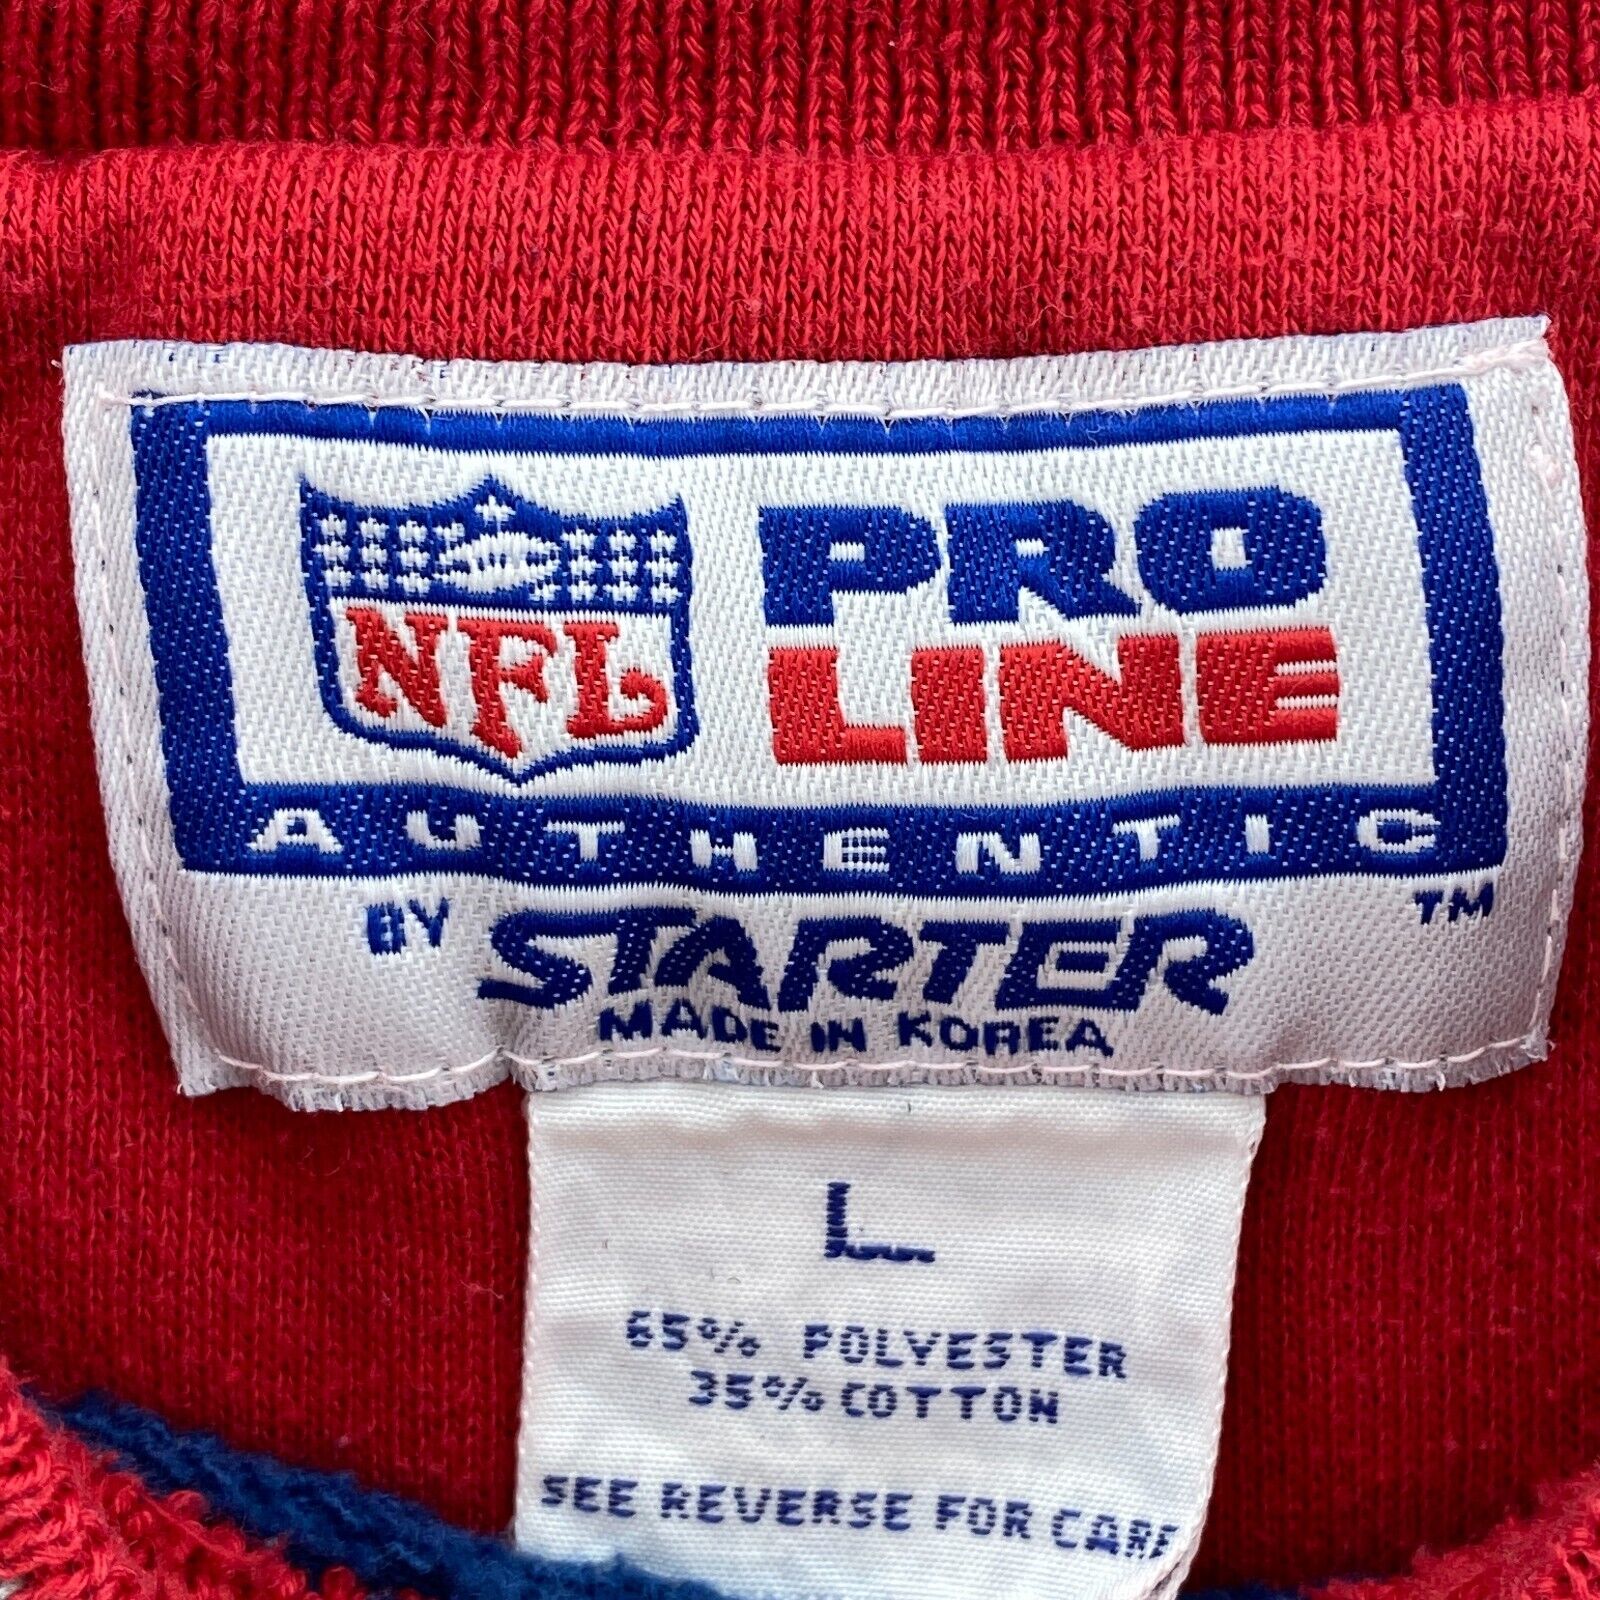 NFL
PRO
LINE
AUTHENTIC
BY STARTER ™
MADE IN KOREA
L
65% POLYESTER
35% COTTON
SEE REVERSE FOR CARE